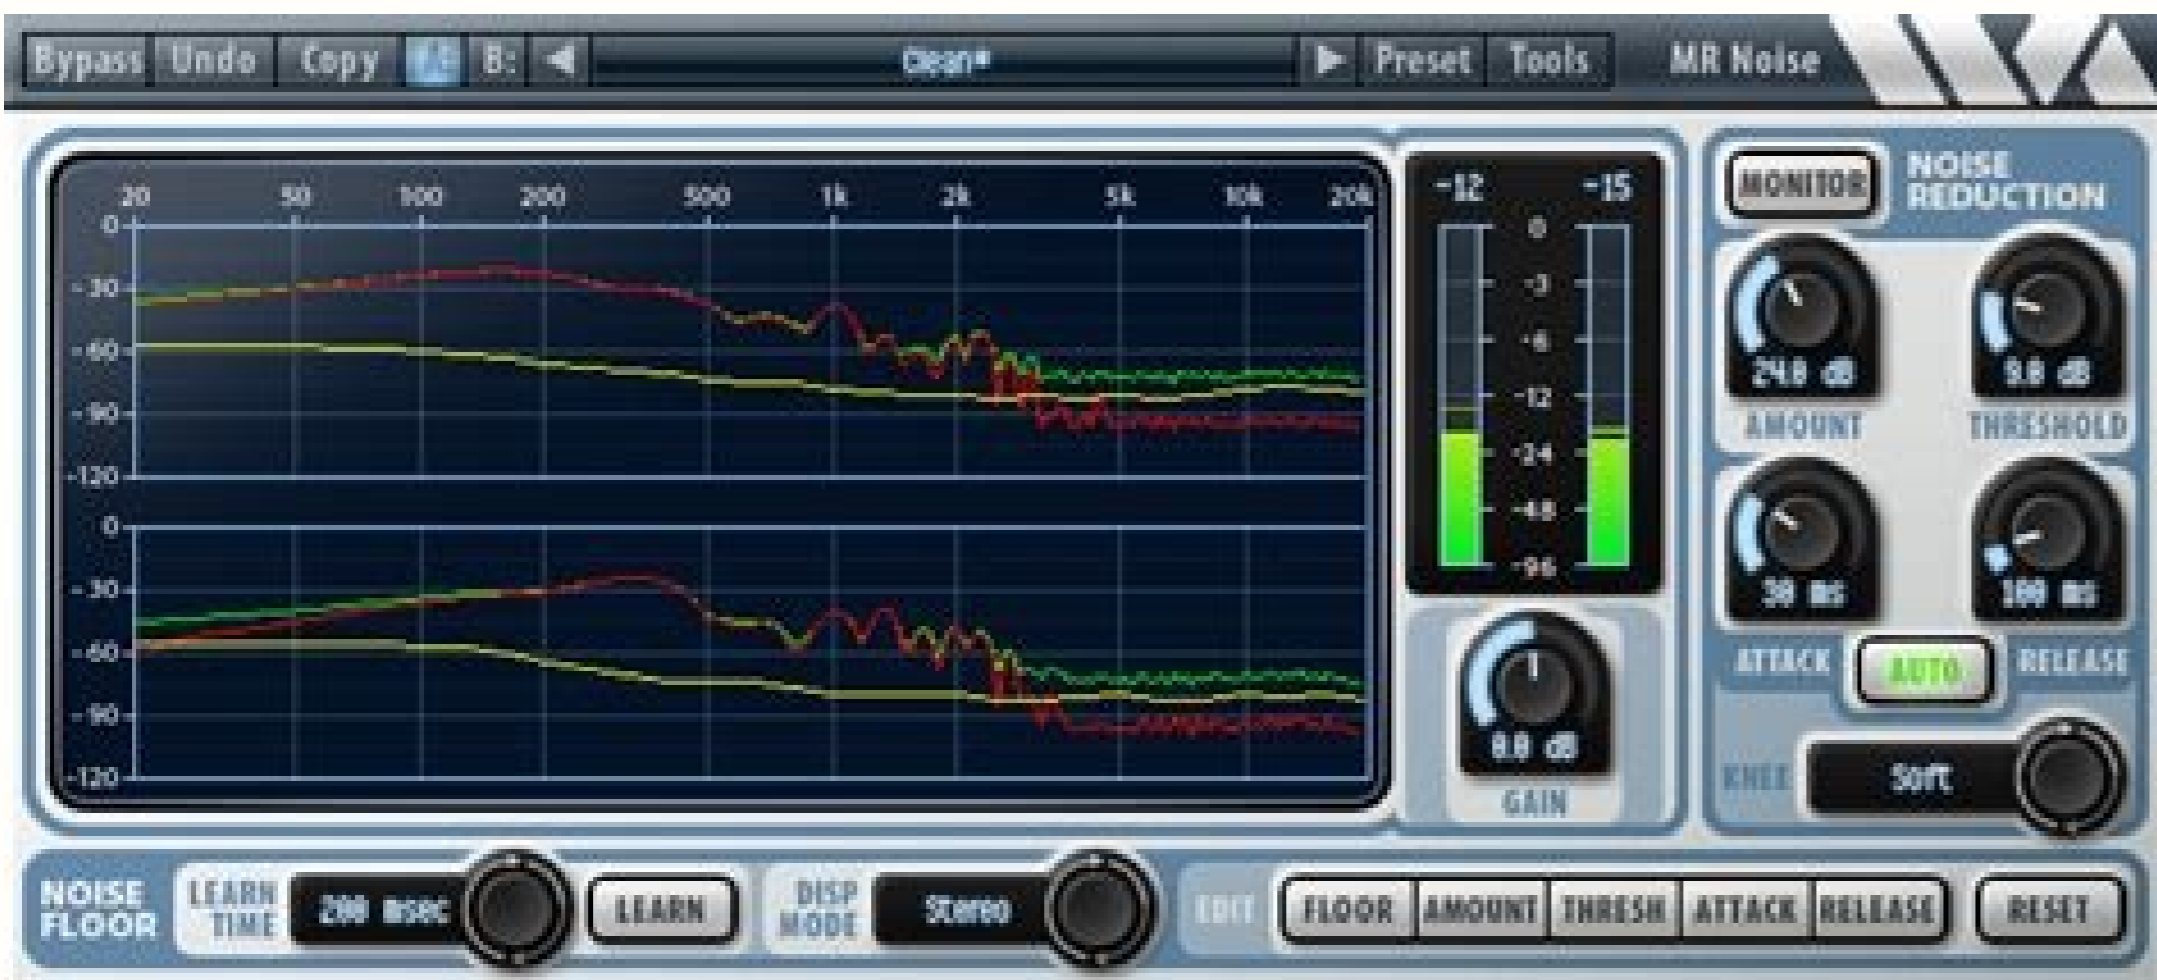 Bypass Undo Copy B: Clean* Preset Tools MR Noise
20 50 100 200 500 1k 2k 5k 10k 20k
0
-30
-60
-90
-120
0
-30
-60
-90
-120
-12 -15
0
-3
-6
-12
-24
-48
-96
0.0 dB
GAIN
MONITOR
NOISE
REDUCTION
24.0 dB 9.0 dB
AMOUNT THRESHOLD
30 ms 100 ms
ATTACK AUTO RELEASE
KNEE Soft
NOISE
FLOOR
LEARN
TIME
200 msec
LEARN
DISP
MODE
Stereo
EDIT FLOOR AMOUNT THRESH ATTACK RELEASE RESET